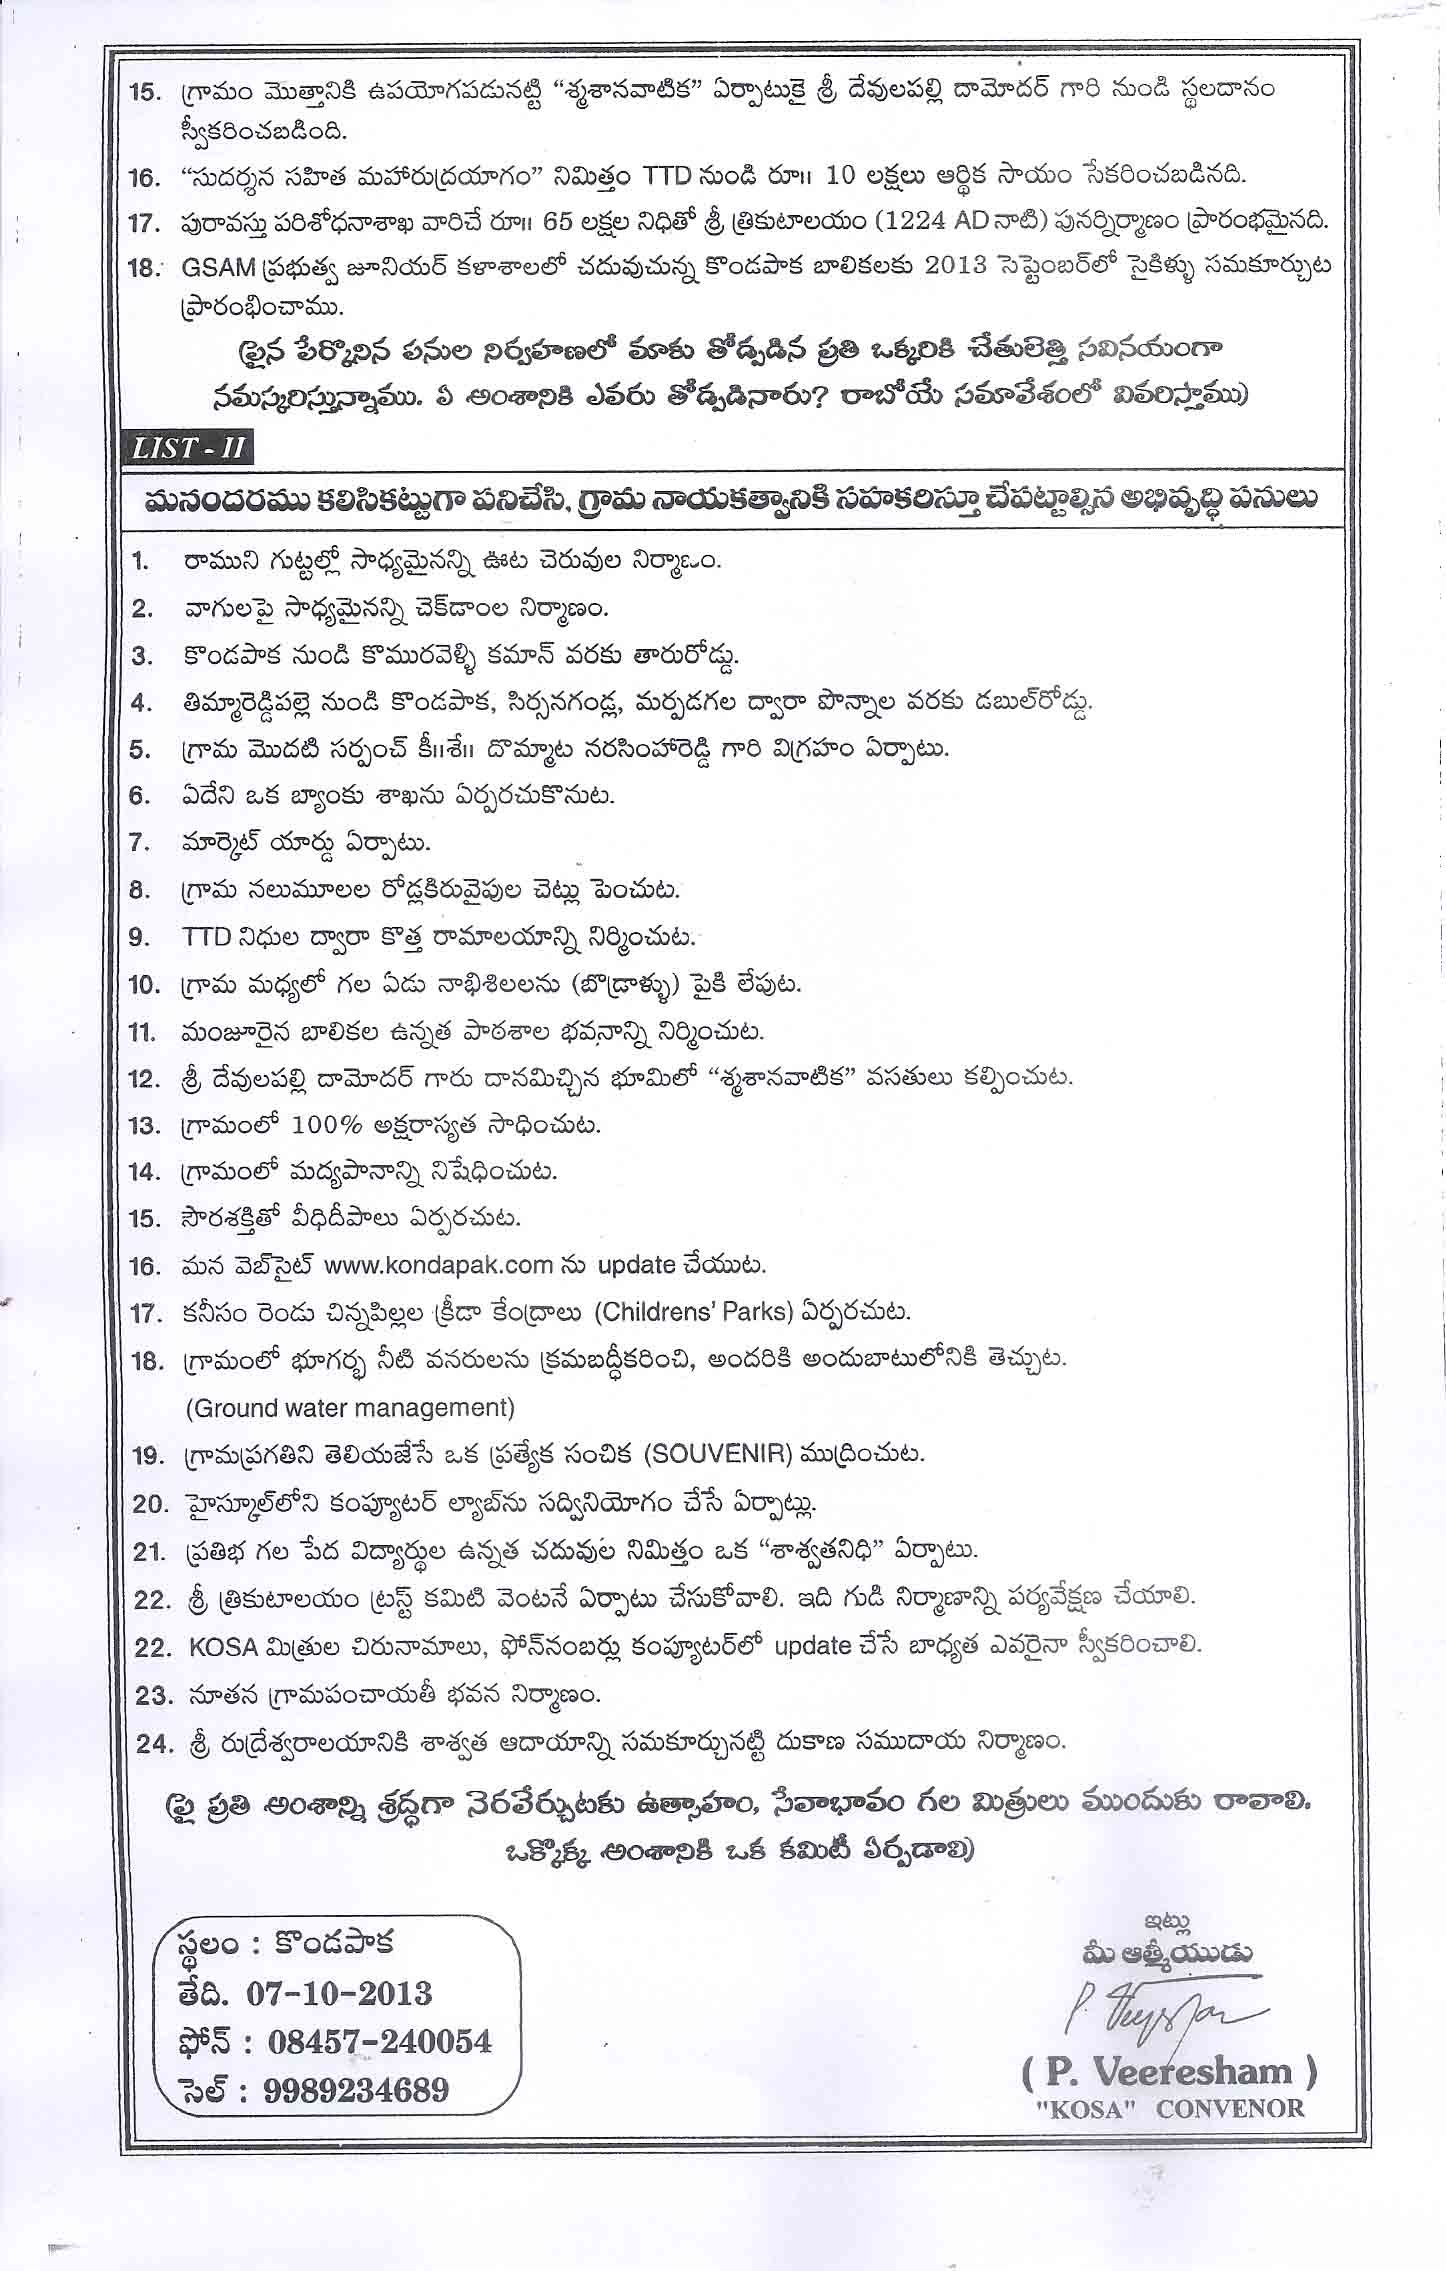 15. గ్రామం మొత్తానికి ఉపయోగపడునట్టి “శ్మశానవాటిక” ఏర్పాటుకై శ్రీ దేవులపల్లి దామోదర్ గారి నుండి స్థలదానం
స్వీకరించబడింది.
16. “సుదర్శన సహిత మహారుద్రయాగం” నిమిత్తం TTD నుండి రూ॥ 10 లక్షలు ఆర్థిక సాయం సేకరించబడినది.
17. పురావస్తు పరిశోధనాశాఖ వారిచే రూ॥ 65 లక్షల నిధితో శ్రీ త్రికుటాలయం (1224 AD నాటి) పునర్నిర్మాణం ప్రారంభమైనది.
18. GSAM ప్రభుత్వ జూనియర్ కళాశాలలో చదువుచున్న కొండపాక బాలికలకు 2013 సెప్టెంబర్‌లో సైకిళ్ళు సమకూర్చుట
ప్రారంభించాము.
(పైన పేర్కొనిన పనుల నిర్వహణలో మాకు తోడ్పడిన ప్రతి ఒక్కరికి చేతులెత్తి సవినయంగా
నమస్కరిస్తున్నాము. ఏ అంశానికి ఎవరు తోడ్పడినారు? రాబోయే సమావేశంలో వివరిస్తాము)
LIST - II
మనందరము కలిసికట్టుగా పనిచేసి, గ్రామ నాయకత్వానికి సహకరిస్తూ చేపట్టాల్సిన అభివృద్ధి పనులు
1. రాముని గుట్టల్లో సాధ్యమైనన్ని ఊట చెరువుల నిర్మాణం.
2. వాగులపై సాధ్యమైనన్ని చెక్‌డాంల నిర్మాణం.
3. కొండపాక నుండి కొమురవెళ్ళి కమాన్ వరకు తారురోడ్డు.
4. తిమ్మారెడ్డిపల్లె నుండి కొండపాక, సిర్సనగండ్ల, మర్పడగల ద్వారా పొన్నాల వరకు డబుల్‌రోడ్డు.
5. గ్రామ మొదటి సర్పంచ్ కీ॥శే॥ దొమ్మాట నరసింహారెడ్డి గారి విగ్రహం ఏర్పాటు.
6. ఏదేని ఒక బ్యాంకు శాఖను ఏర్పరచుకొనుట.
7. మార్కెట్ యార్డు ఏర్పాటు.
8. గ్రామ నలుమూలల రోడ్లకిరువైపుల చెట్లు పెంచుట.
9. TTD నిధుల ద్వారా కొత్త రామాలయాన్ని నిర్మించుట.
10. గ్రామ మధ్యలో గల ఏడు నాభిశిలలను (బొడ్రాళ్ళు) పైకి లేపుట.
11. మంజూరైన బాలికల ఉన్నత పాఠశాల భవనాన్ని నిర్మించుట.
12. శ్రీ దేవులపల్లి దామోదర్ గారు దానమిచ్చిన భూమిలో “శ్మశానవాటిక” వసతులు కల్పించుట.
13. గ్రామంలో 100% అక్షరాస్యత సాధించుట.
14. గ్రామంలో మద్యపానాన్ని నిషేధించుట.
15. సౌరశక్తితో వీధిదీపాలు ఏర్పరచుట.
16. మన వెబ్‌సైట్ www.kondapak.com ను update చేయుట.
17. కనీసం రెండు చిన్నపిల్లల క్రీడా కేంద్రాలు (Childrens' Parks) ఏర్పరచుట.
18. గ్రామంలో భూగర్భ నీటి వనరులను క్రమబద్ధీకరించి, అందరికి అందుబాటులోనికి తెచ్చుట.
(Ground water management)
19. గ్రామప్రగతిని తెలియజేసే ఒక ప్రత్యేక సంచిక (SOUVENIR) ముద్రించుట.
20. హైస్కూల్‌లోని కంప్యూటర్ ల్యాబ్‌ను సద్వినియోగం చేసే ఏర్పాట్లు.
21. ప్రతిభ గల పేద విద్యార్థుల ఉన్నత చదువుల నిమిత్తం ఒక “శాశ్వతనిధి” ఏర్పాటు.
22. శ్రీ త్రికుటాలయం ట్రస్ట్ కమిటి వెంటనే ఏర్పాటు చేసుకోవాలి. ఇది గుడి నిర్మాణాన్ని పర్యవేక్షణ చేయాలి.
22. KOSA మిత్రుల చిరునామాలు, ఫోన్‌నంబర్లు కంప్యూటర్‌లో update చేసే బాధ్యత ఎవరైనా స్వీకరించాలి.
23. నూతన గ్రామపంచాయతీ భవన నిర్మాణం.
24. శ్రీ రుద్రేశ్వరాలయానికి శాశ్వత ఆదాయాన్ని సమకూర్చునట్టి దుకాణ సముదాయ నిర్మాణం.
(పై ప్రతి అంశాన్ని శ్రద్ధగా నెరవేర్చుటకు ఉత్సాహం, సేవాభావం గల మిత్రులు ముందుకు రావాలి.
ఒక్కొక్క అంశానికి ఒక కమిటీ ఏర్పడాలి)
స్థలం : కొండపాక
తేది. 07-10-2013
ఫోన్ : 08457-240054
సెల్ : 9989234689
ఇట్లు
మీ ఆత్మీయుడు
( P. Veeresham )
"KOSA" CONVENOR